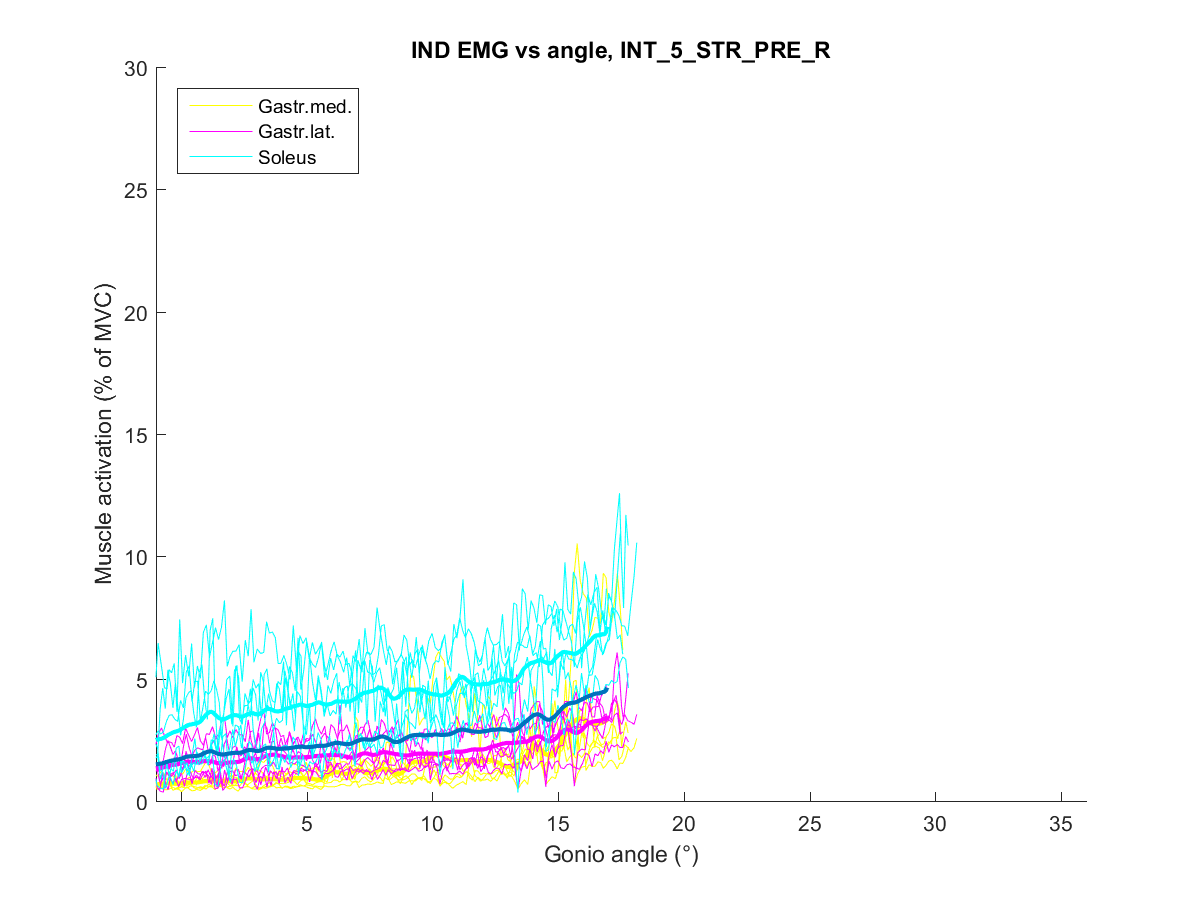 IND EMG vs angle, INT_5_STR_PRE_R
30
25
20
15
10
5
0
Gastr.med.
Gastr.lat.
Soleus
Muscle activation (% of MVC)
0 5 10 15 20 25 30 35
Gonio angle (°)